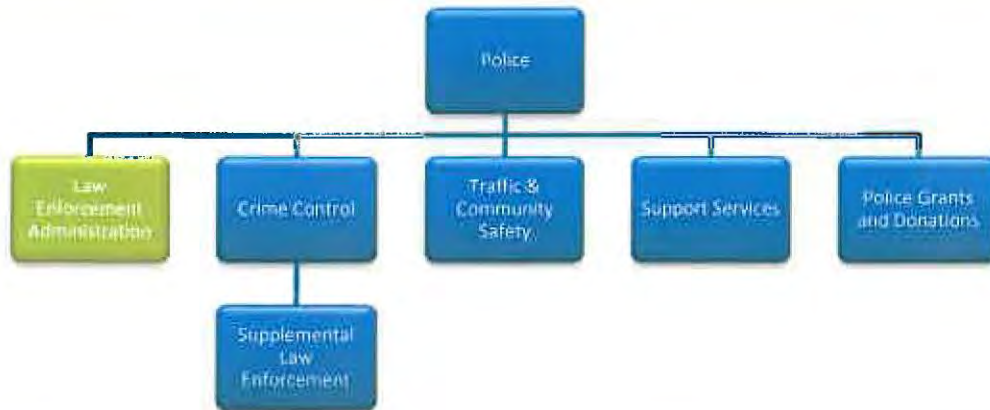 Police
Law
Enforcement
Administration
Crime Control
Traffic &
Community
Safety
Support Services
Police Grants
and Donations
Supplemental
Law
Enforcement